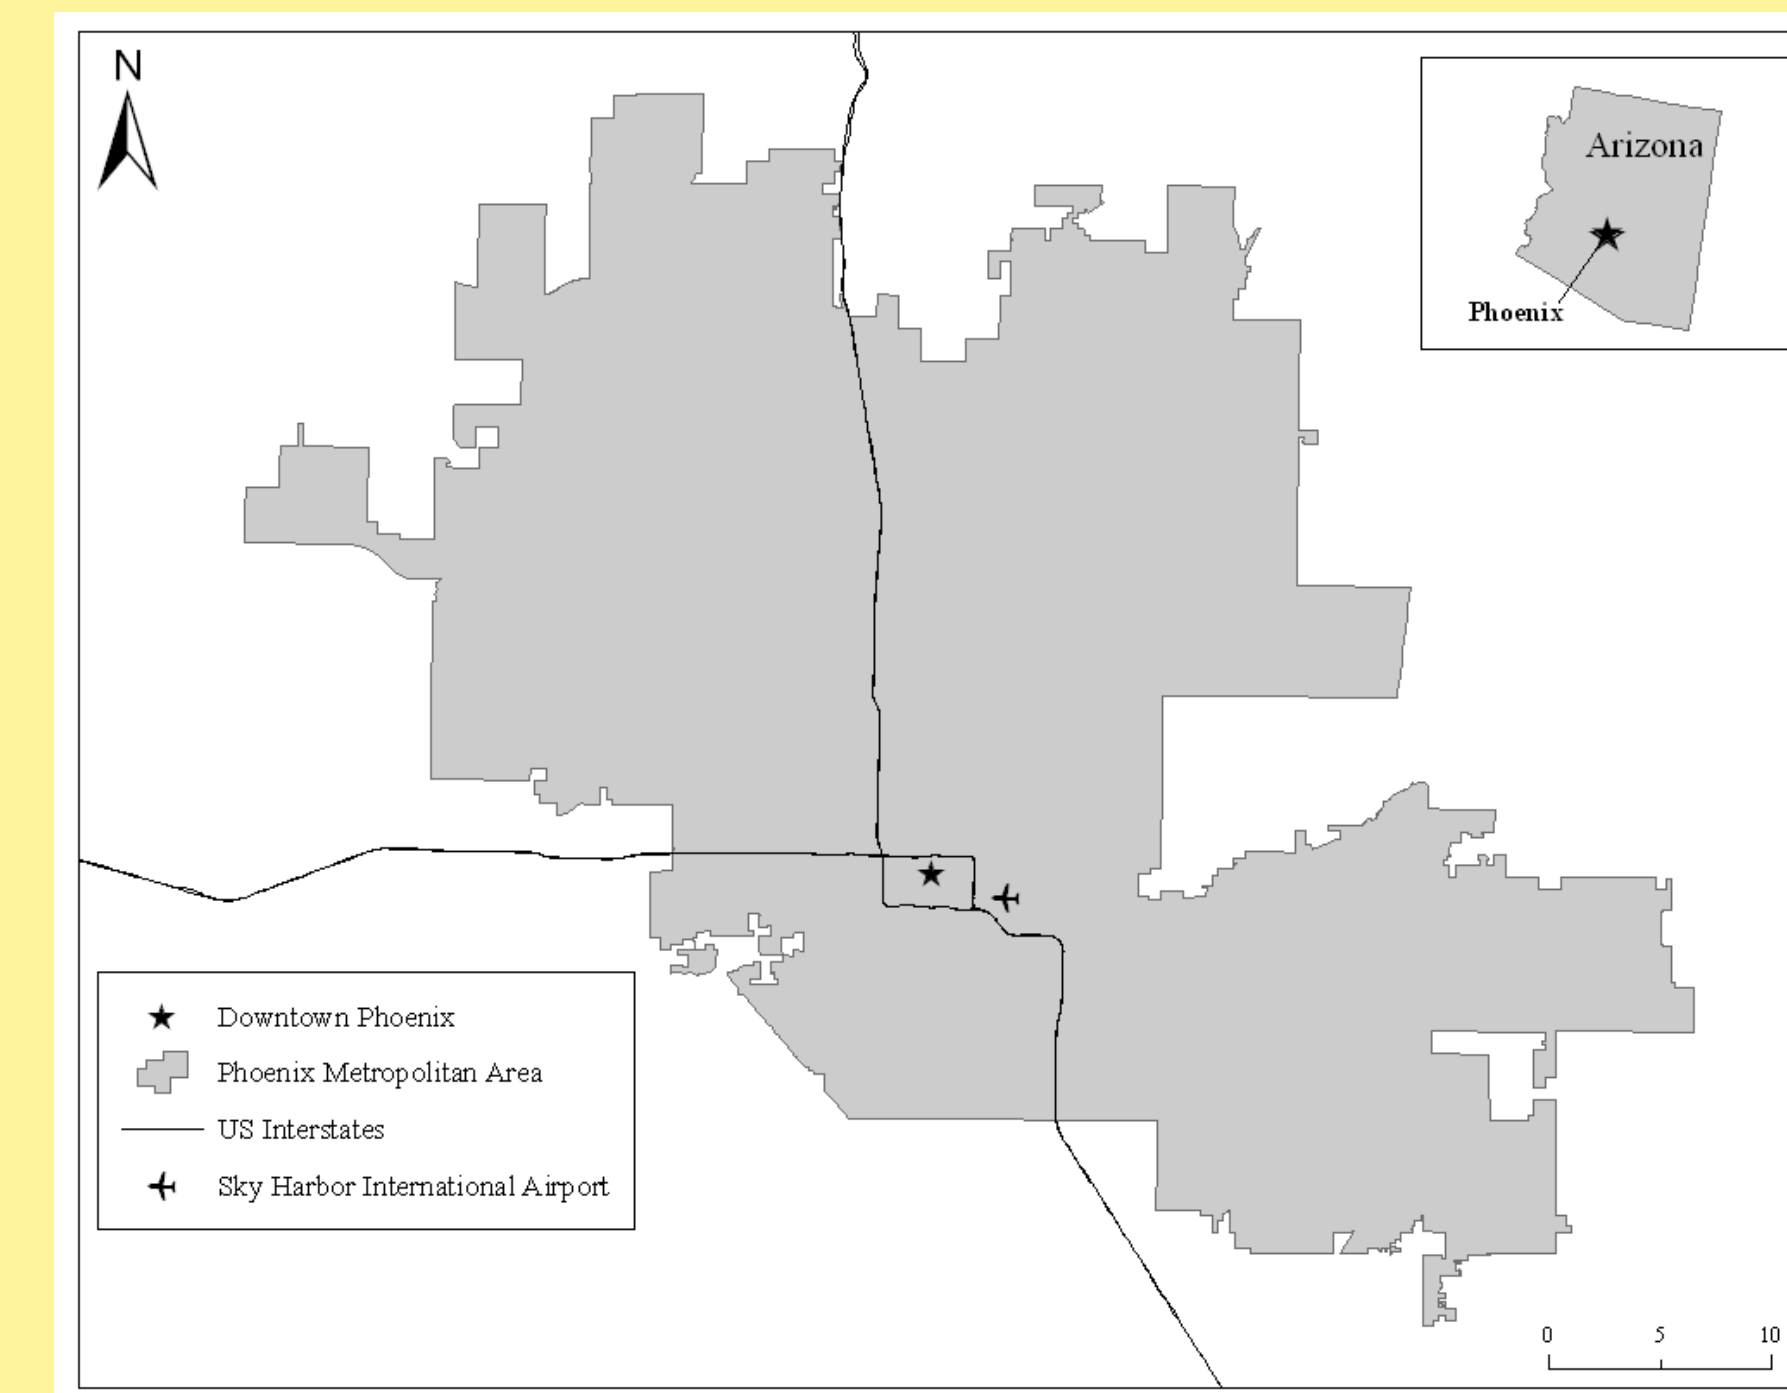 N
Arizona
Phoenix
Downtown Phoenix
Phoenix Metropolitan Area
US Interstates
Sky Harbor International Airport
0 5 10